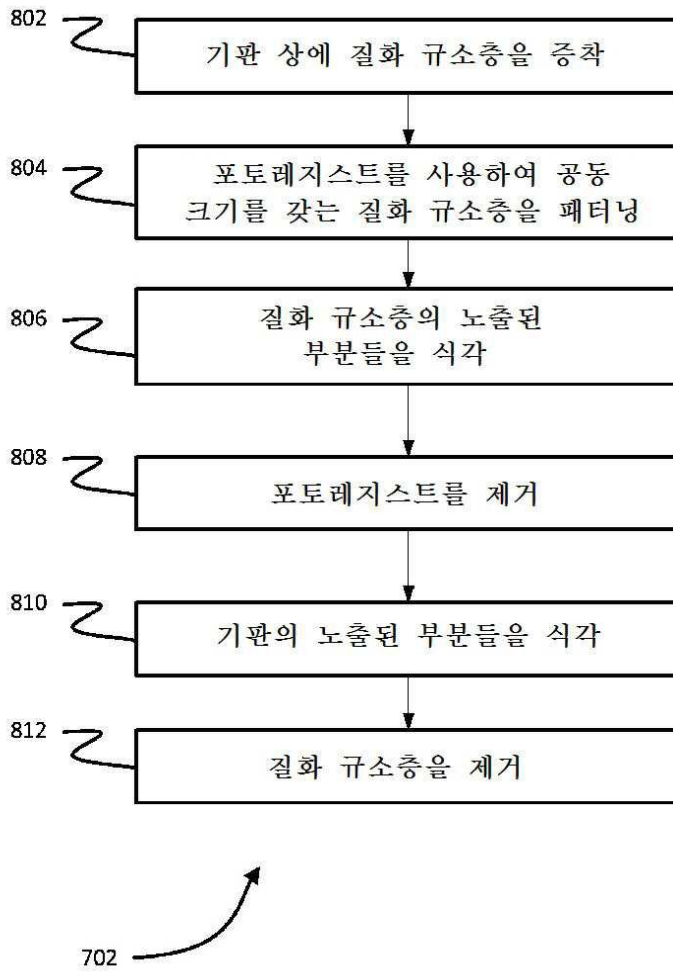 802
기판 상에 질화 규소층을 증착
804
포토레지스트를 사용하여 공동
크기를 갖는 질화 규소층을 패터닝
806
질화 규소층의 노출된
부분들을 식각
808
포토레지스트를 제거
810
기판의 노출된 부분들을 식각
812
질화 규소층을 제거
702